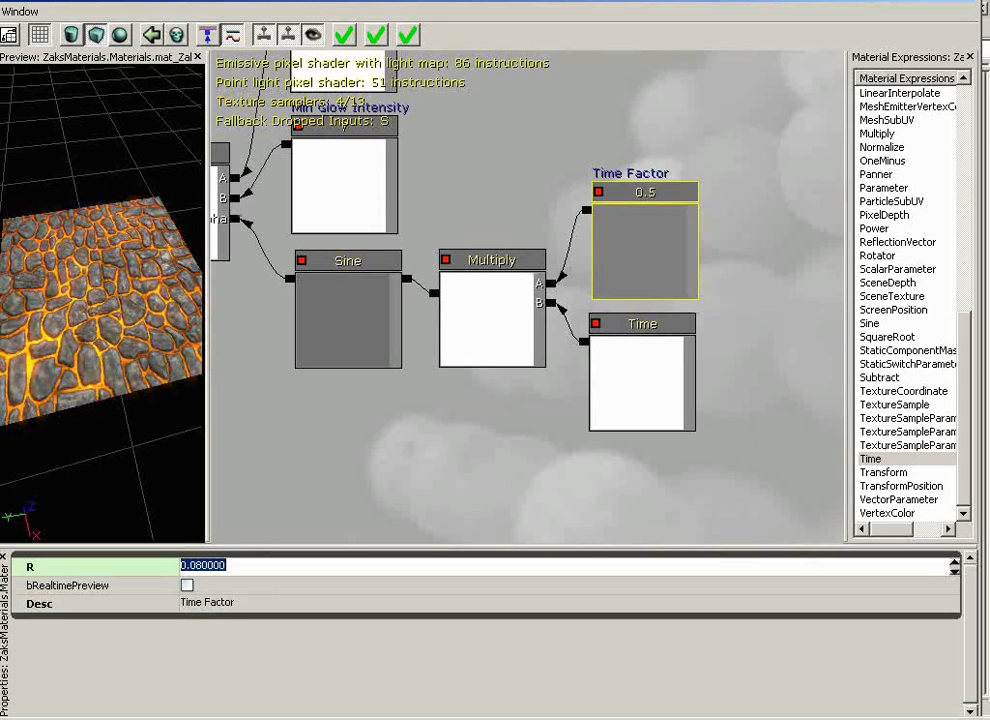 Window
Preview: ZaksMaterials.Materials.mat_Zal
Emissive pixel shader with light map: 86 instructions
Point light pixel shader: 51 instructions
Texture samplers: 4/13
Min Glow Intensity
Fallback Dropped Inputs: S
A
B
ha
Sine
Multiply
A
B
Time Factor
0.5
Time
Z
Y
X
Material Expressions: Za
Material Expressions
LinearInterpolate
MeshEmitterVertexC
MeshSubUV
Multiply
Normalize
OneMinus
Panner
Parameter
ParticleSubUV
PixelDepth
Power
ReflectionVector
Rotator
ScalarParameter
SceneDepth
SceneTexture
ScreenPosition
Sine
SquareRoot
StaticComponentMas
StaticSwitchParamet
Subtract
TextureCoordinate
TextureSample
TextureSampleParam
TextureSampleParam
TextureSampleParam
Time
Transform
TransformPosition
VectorParameter
VertexColor
Properties: ZaksMaterials.Mater
R 0.080000
bRealtimePreview
Desc Time Factor